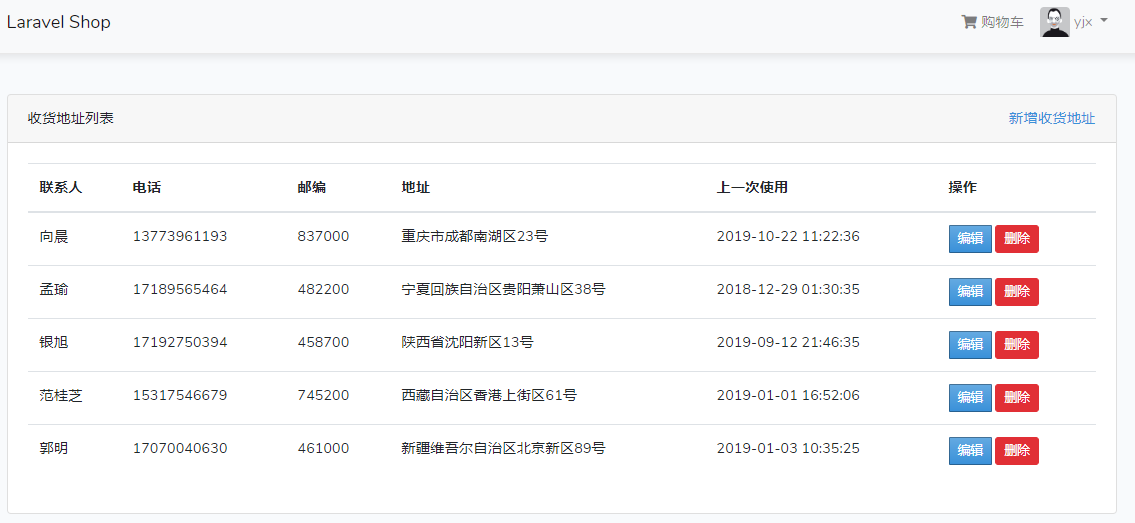 Laravel Shop 购物车 yjx
收货地址列表 新增收货地址
联系人 电话 邮编 地址 上一次使用 操作
向晨 13773961193 837000 重庆市成都南湖区23号 2019-10-22 11:22:36 编辑 删除
孟瑜 17189565464 482200 宁夏回族自治区贵阳萧山区38号 2018-12-29 01:30:35 编辑 删除
银旭 17192750394 458700 陕西省沈阳新区13号 2019-09-12 21:46:35 编辑 删除
范桂芝 15317546679 745200 西藏自治区香港上街区61号 2019-01-01 16:52:06 编辑 删除
郭明 17070040630 461000 新疆维吾尔自治区北京新区89号 2019-01-03 10:35:25 编辑 删除